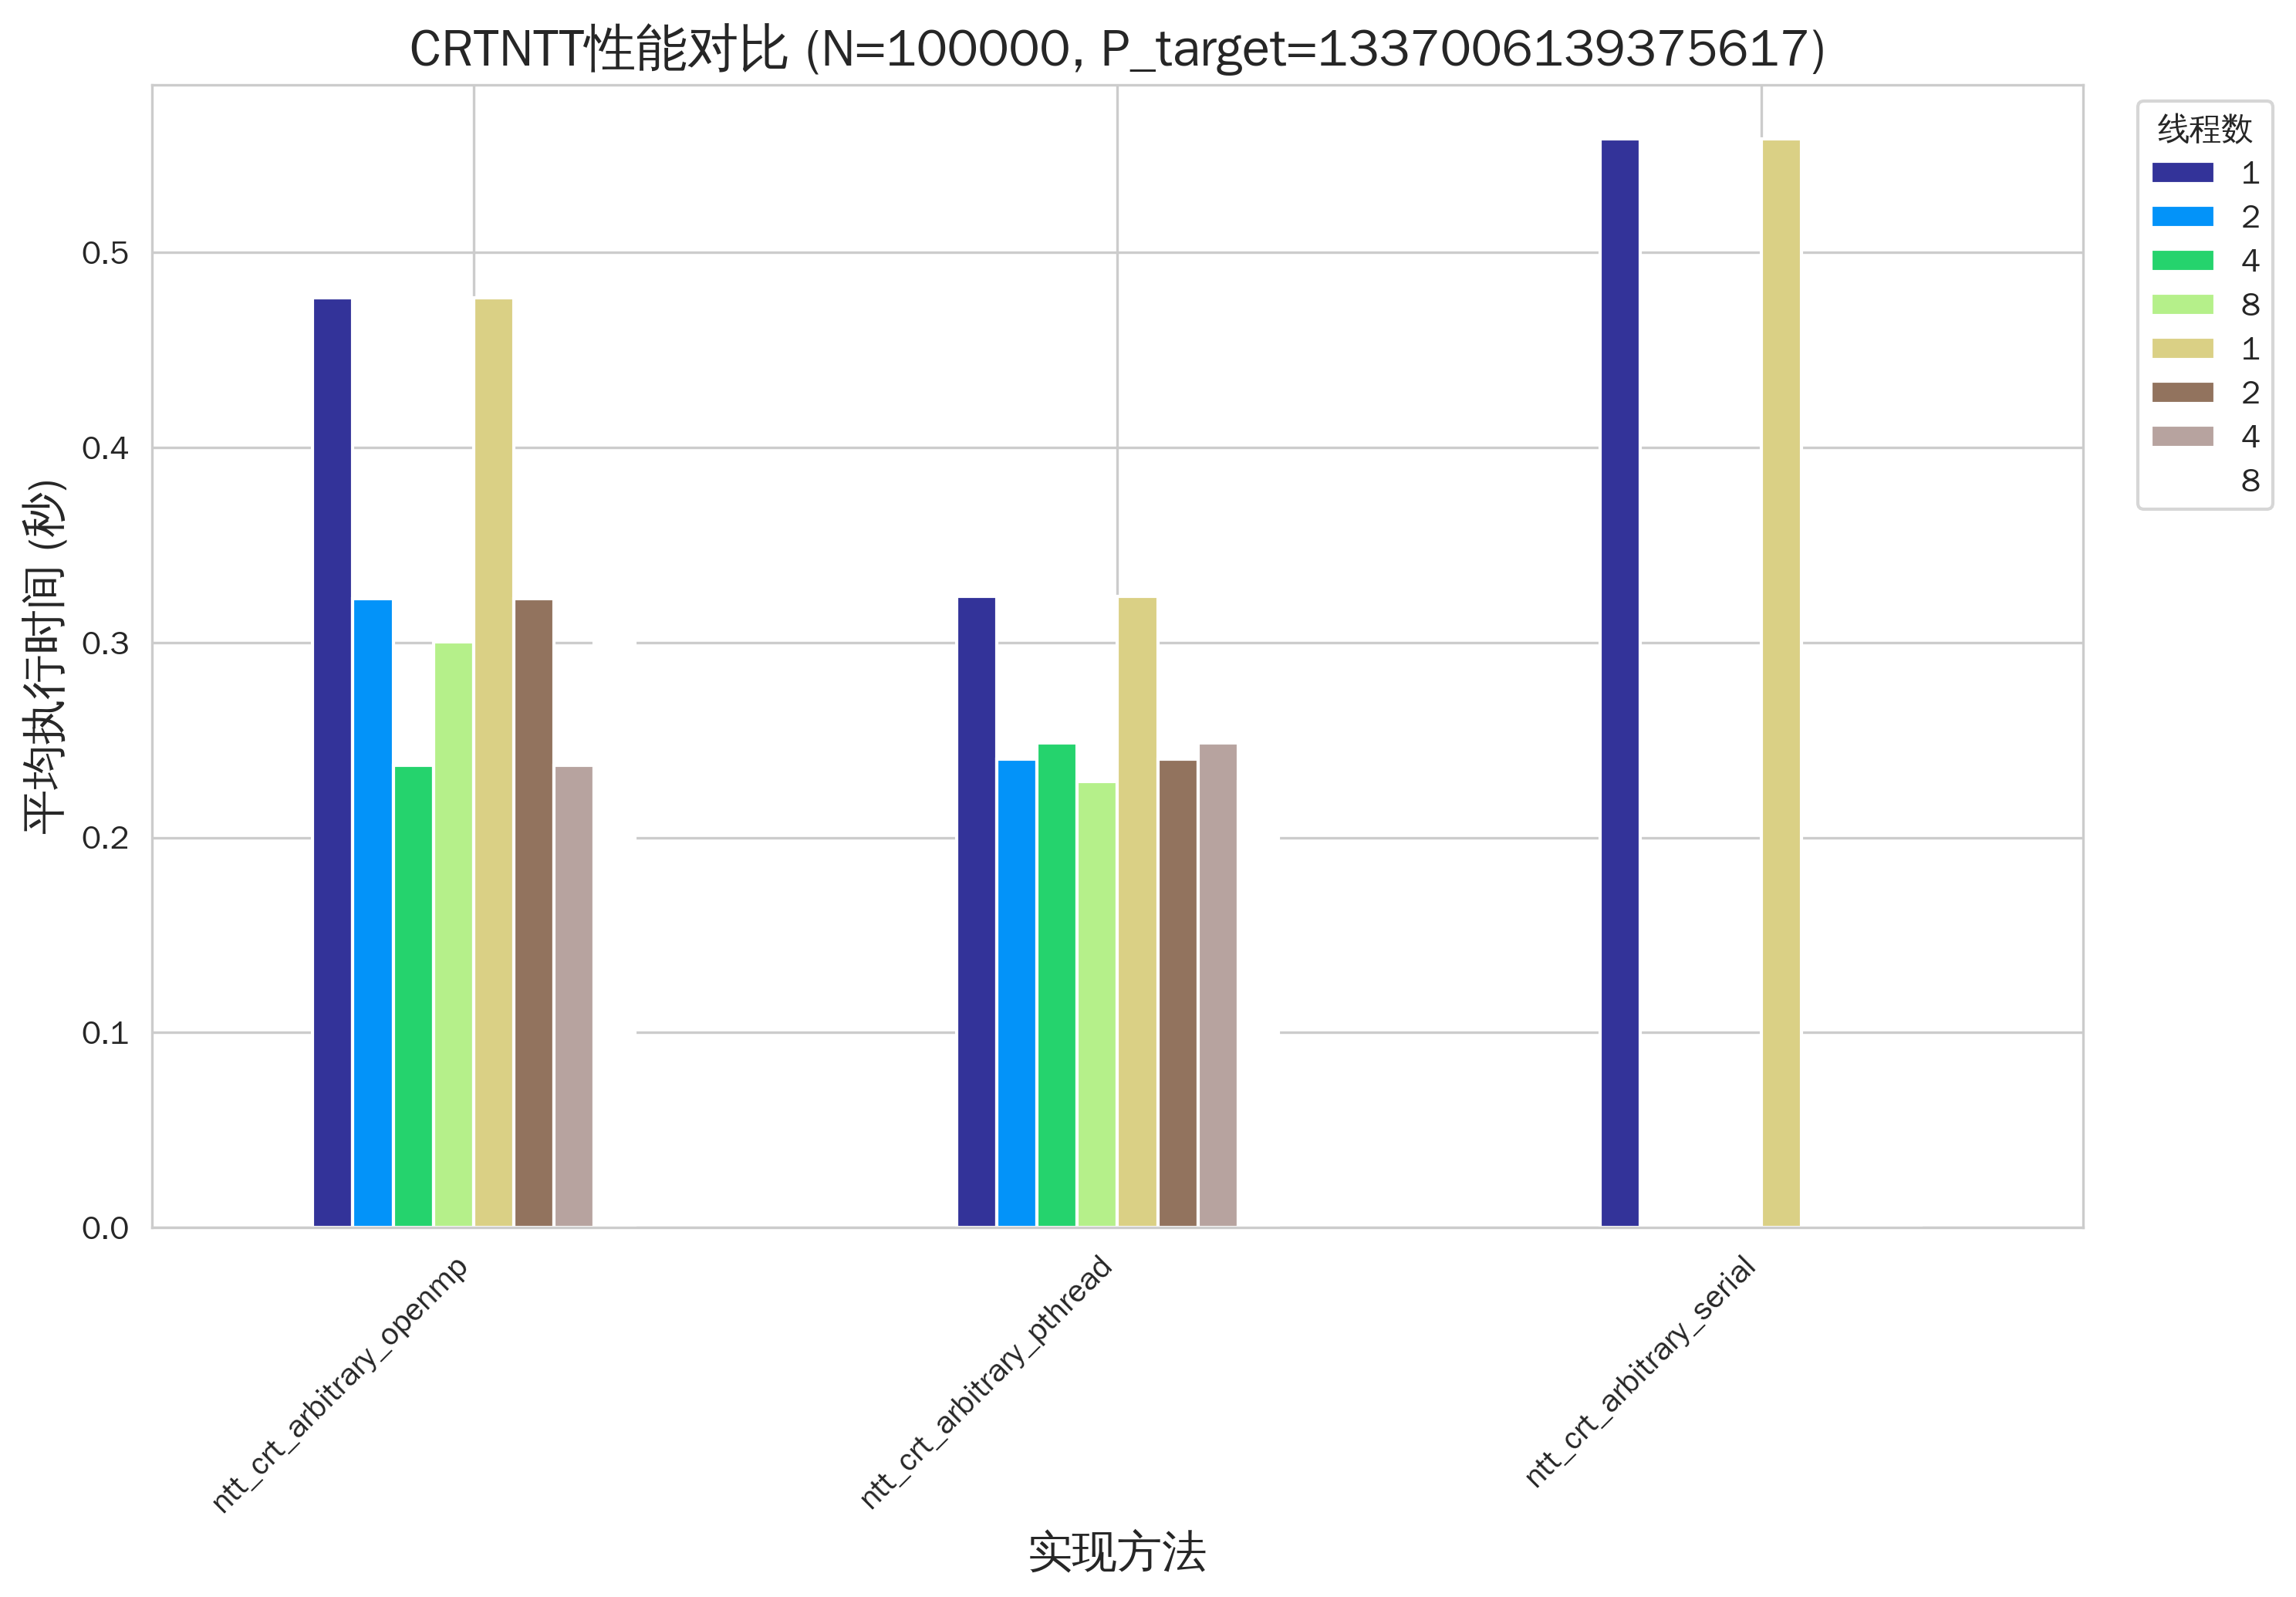 CRTNTT性能对比 (N=100000, P_target=1337006139375617)
平均执行时间 (秒)
0.5
0.4
0.3
0.2
0.1
0.0
线程数
1
2
4
8
1
2
4
8
ntt_crt_arbitrary_openmp
ntt_crt_arbitrary_pthread
ntt_crt_arbitrary_serial
实现方法